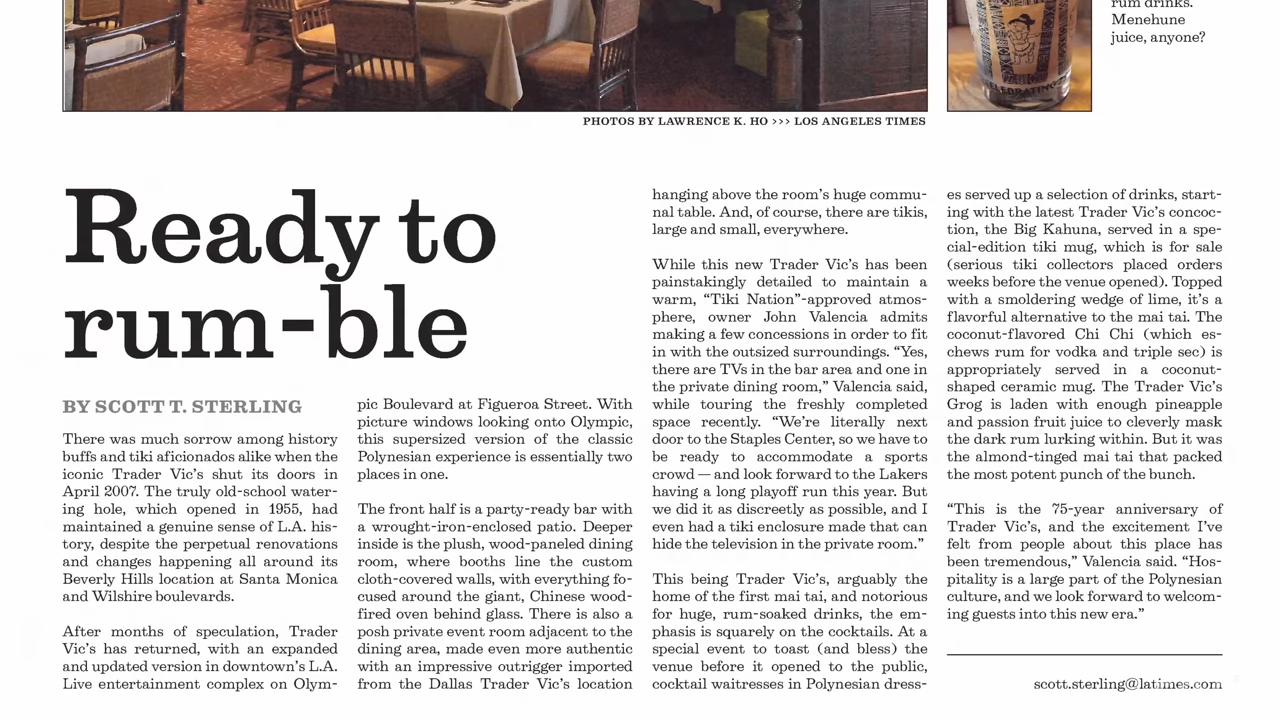 rum drinks.
Menehune
juice, anyone?
CELEBRATING
PHOTOS BY LAWRENCE K. HO >>> LOS ANGELES TIMES
Ready to
rum-ble
BY SCOTT T. STERLING
There was much sorrow among history
buffs and tiki aficionados alike when the
iconic Trader Vic’s shut its doors in
April 2007. The truly old-school water-
ing hole, which opened in 1955, had
maintained a genuine sense of L.A. his-
tory, despite the perpetual renovations
and changes happening all around its
Beverly Hills location at Santa Monica
and Wilshire boulevards.
After months of speculation, Trader
Vic’s has returned, with an expanded
and updated version in downtown’s L.A.
Live entertainment complex on Olym-
pic Boulevard at Figueroa Street. With
picture windows looking onto Olympic,
this supersized version of the classic
Polynesian experience is essentially two
places in one.
The front half is a party-ready bar with
a wrought-iron-enclosed patio. Deeper
inside is the plush, wood-paneled dining
room, where booths line the custom
cloth-covered walls, with everything fo-
cused around the giant, Chinese wood-
fired oven behind glass. There is also a
posh private event room adjacent to the
dining area, made even more authentic
with an impressive outrigger imported
from the Dallas Trader Vic’s location
hanging above the room’s huge commu-
nal table. And, of course, there are tikis,
large and small, everywhere.
While this new Trader Vic’s has been
painstakingly detailed to maintain a
warm, “Tiki Nation”-approved atmos-
phere, owner John Valencia admits
making a few concessions in order to fit
in with the outsized surroundings. “Yes,
there are TVs in the bar area and one in
the private dining room,” Valencia said,
while touring the freshly completed
space recently. “We’re literally next
door to the Staples Center, so we have to
be ready to accommodate a sports
crowd — and look forward to the Lakers
having a long playoff run this year. But
we did it as discreetly as possible, and I
even had a tiki enclosure made that can
hide the television in the private room.”
This being Trader Vic’s, arguably the
home of the first mai tai, and notorious
for huge, rum-soaked drinks, the em-
phasis is squarely on the cocktails. At a
special event to toast (and bless) the
venue before it opened to the public,
cocktail waitresses in Polynesian dress-
es served up a selection of drinks, start-
ing with the latest Trader Vic’s concoc-
tion, the Big Kahuna, served in a spe-
cial-edition tiki mug, which is for sale
(serious tiki collectors placed orders
weeks before the venue opened). Topped
with a smoldering wedge of lime, it’s a
flavorful alternative to the mai tai. The
coconut-flavored Chi Chi (which es-
chews rum for vodka and triple sec) is
appropriately served in a coconut-
shaped ceramic mug. The Trader Vic’s
Grog is laden with enough pineapple
and passion fruit juice to cleverly mask
the dark rum lurking within. But it was
the almond-tinged mai tai that packed
the most potent punch of the bunch.
“This is the 75-year anniversary of
Trader Vic’s, and the excitement I’ve
felt from people about this place has
been tremendous,” Valencia said. “Hos-
pitality is a large part of the Polynesian
culture, and we look forward to welcom-
ing guests into this new era.”
scott.sterling@latimes.com